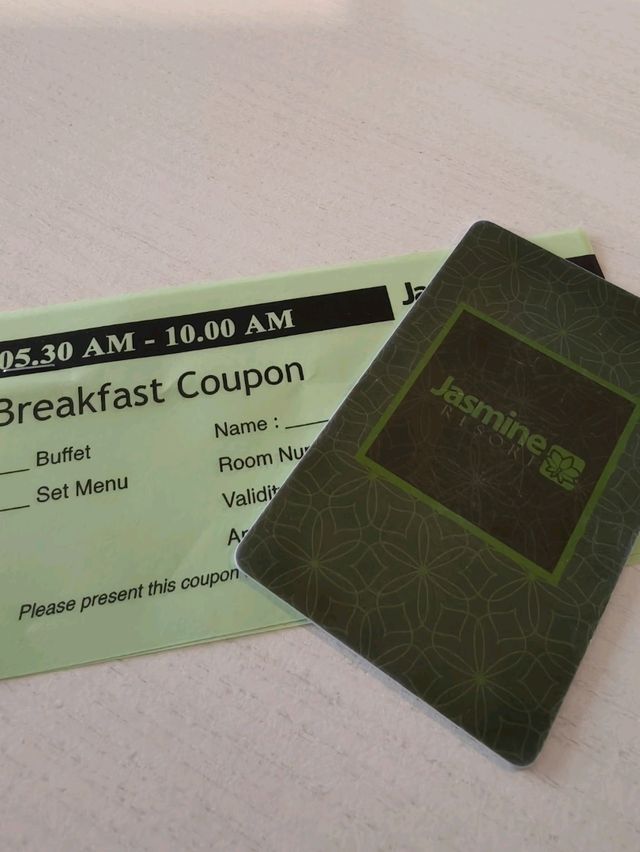 05.30 AM - 10.00 AM
Breakfast Coupon
Name :
Buffet
Room
Set Menu
Please present this coupon
Jasmine
RESORT